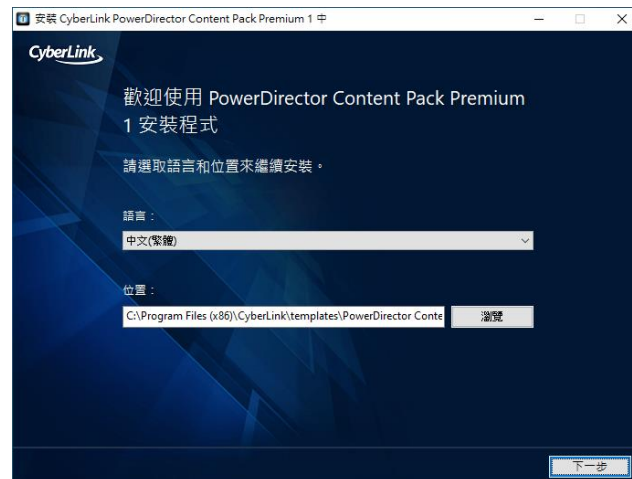 安裝 CyberLink PowerDirector Content Pack Premium 1 中
CyberLink
歡迎使用 PowerDirector Content Pack Premium
1 安裝程式
請選取語言和位置來繼續安裝。
語言：
中文(繁體)
位置：
C:\Program Files (x86)\CyberLink\templates\PowerDirector Conte
瀏覽
下一步